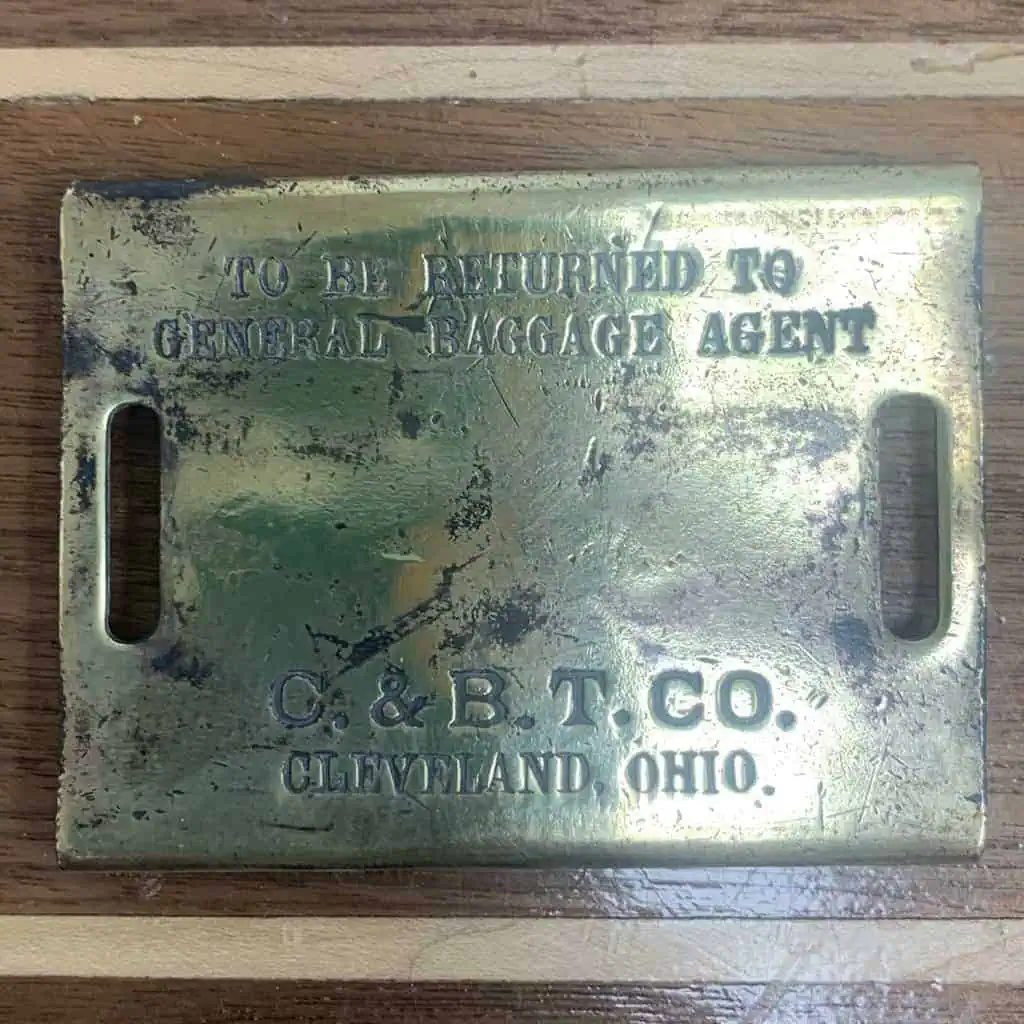 TO BE RETURNED TO
GENERAL BAGGAGE AGENT
C. & B. T. CO.
CLEVELAND, OHIO.